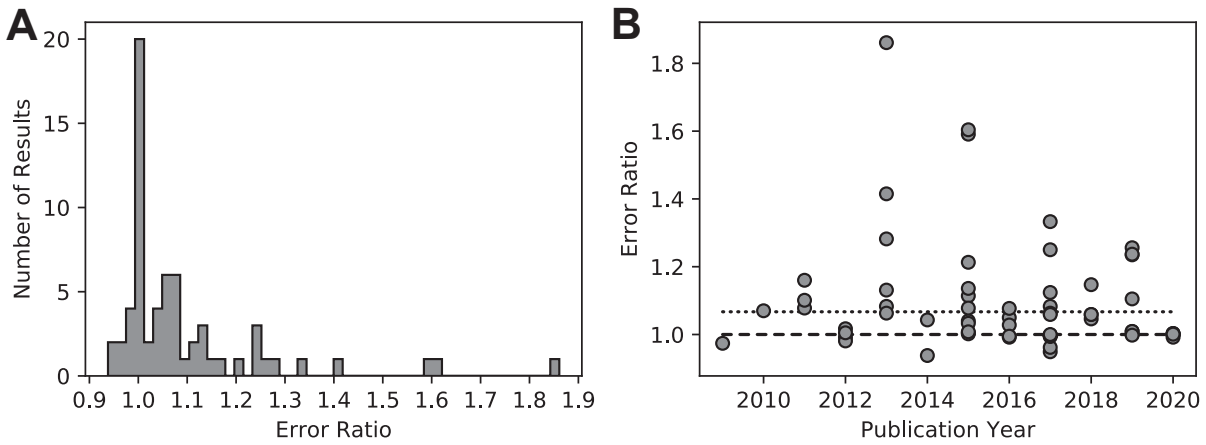 A
20
15
10
5
0
Number of Results
0.9 1.0 1.1 1.2 1.3 1.4 1.5 1.6 1.7 1.8 1.9
Error Ratio
B
1.8
1.6
1.4
1.2
1.0
Error Ratio
2010 2012 2014 2016 2018 2020
Publication Year